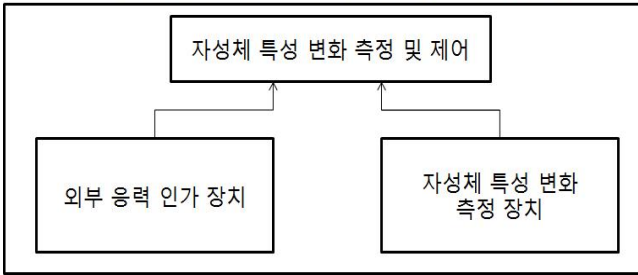 자성체 특성 변화 측정 및 제어
외부 응력 인가 장치
자성체 특성 변화
측정 장치